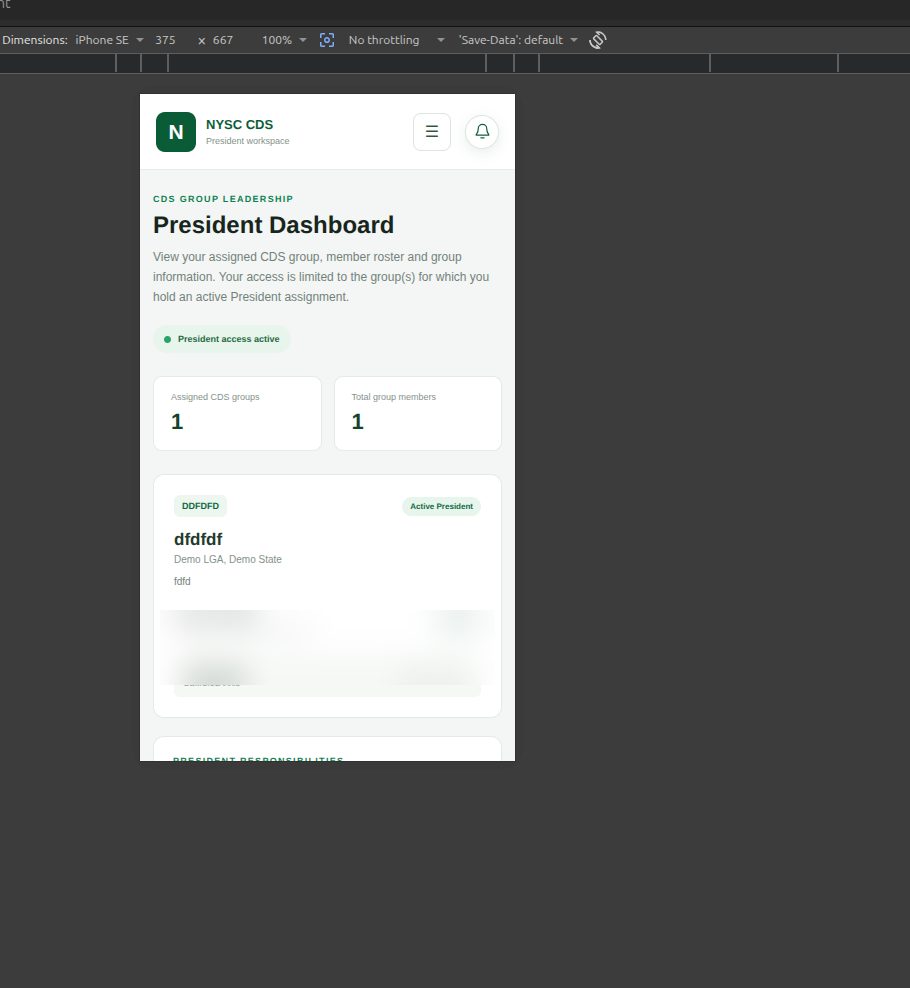 nt
Dimensions: iPhone SE 375 × 667 100% No throttling 'Save-Data': default
N
NYSC CDS
President workspace
CDS GROUP LEADERSHIP
President Dashboard
View your assigned CDS group, member roster and group
information. Your access is limited to the group(s) for which you
hold an active President assignment.
President access active
Assigned CDS groups
1
Total group members
1
DDFDFD
Active President
dfdfdf
Demo LGA, Demo State
fdfd
PRESIDENT RESPONSIBILITIES